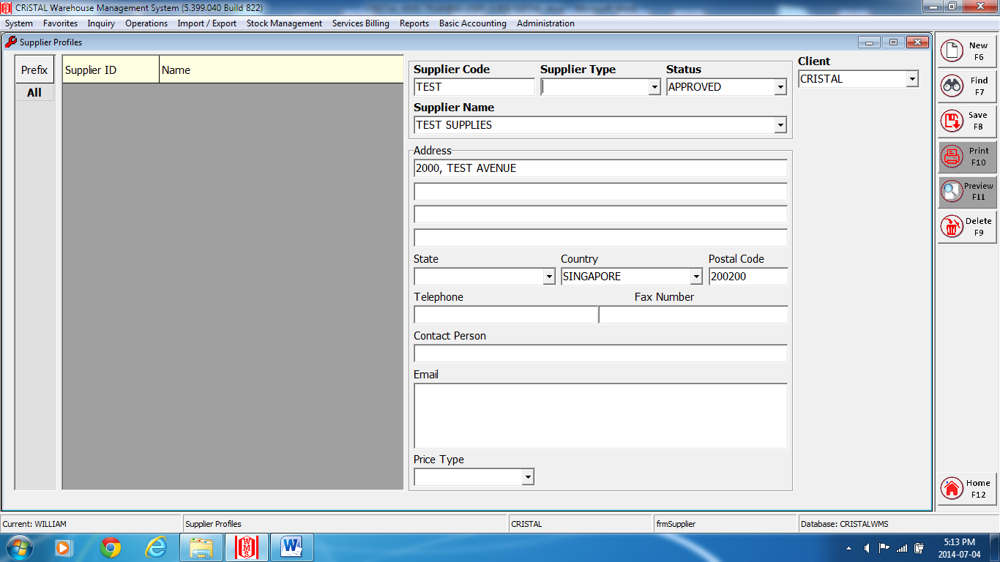 CRiSTAL Warehouse Management System (5.399.040 Build 822)
System Favorites Inquiry Operations Import / Export Stock Management Services Billing Reports Basic Accounting Administration
Supplier Profiles
Prefix
All
Supplier ID Name
Supplier Code Supplier Type Status
TEST APPROVED
Supplier Name
TEST SUPPLIES
Address
2000, TEST AVENUE
State Country Postal Code
SINGAPORE 200200
Telephone Fax Number
Contact Person
Email
Price Type
Client
CRISTAL
New
F6
Find
F7
Save
F8
Print
F10
Preview
F11
Delete
F9
Home
F12
Current: WILLIAM Supplier Profiles CRISTAL frmSupplier Database: CRISTALWMS
WMS
W
5:13 PM
2014-07-04